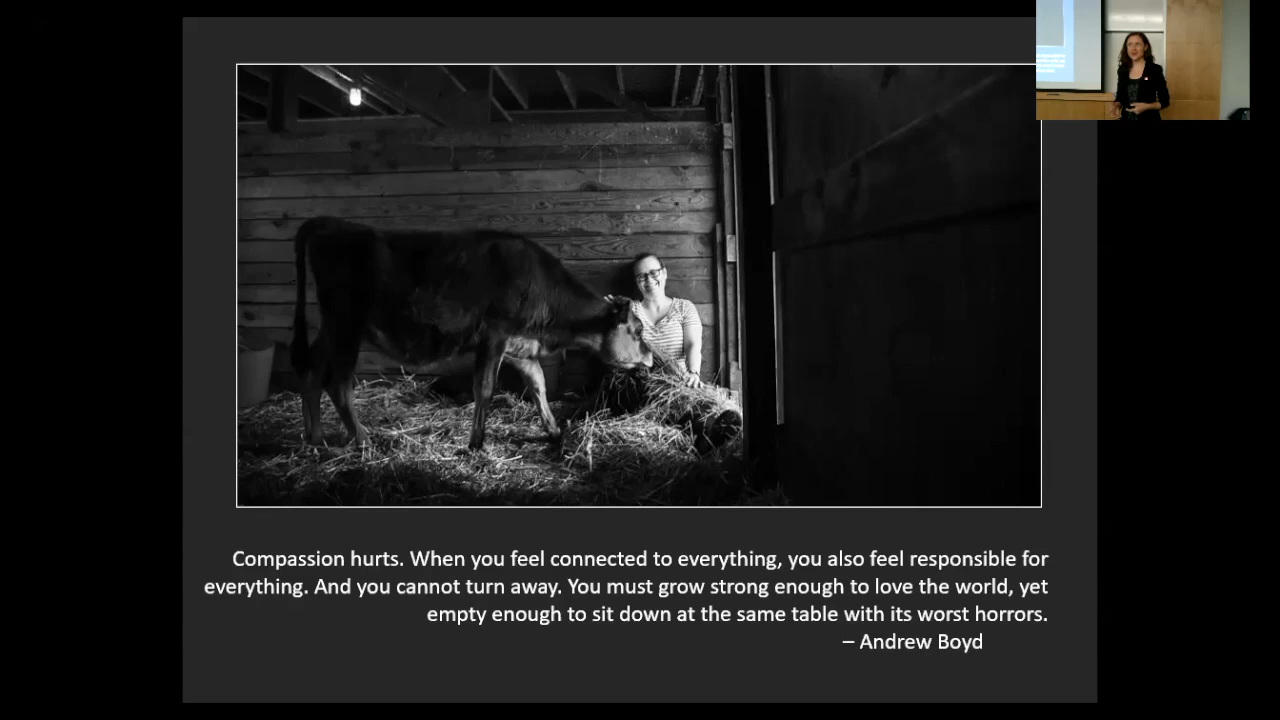 Compassion hurts. When you feel connected to everything, you also feel responsible for
everything. And you cannot turn away. You must grow strong enough to love the world, yet
empty enough to sit down at the same table with its worst horrors.
– Andrew Boyd